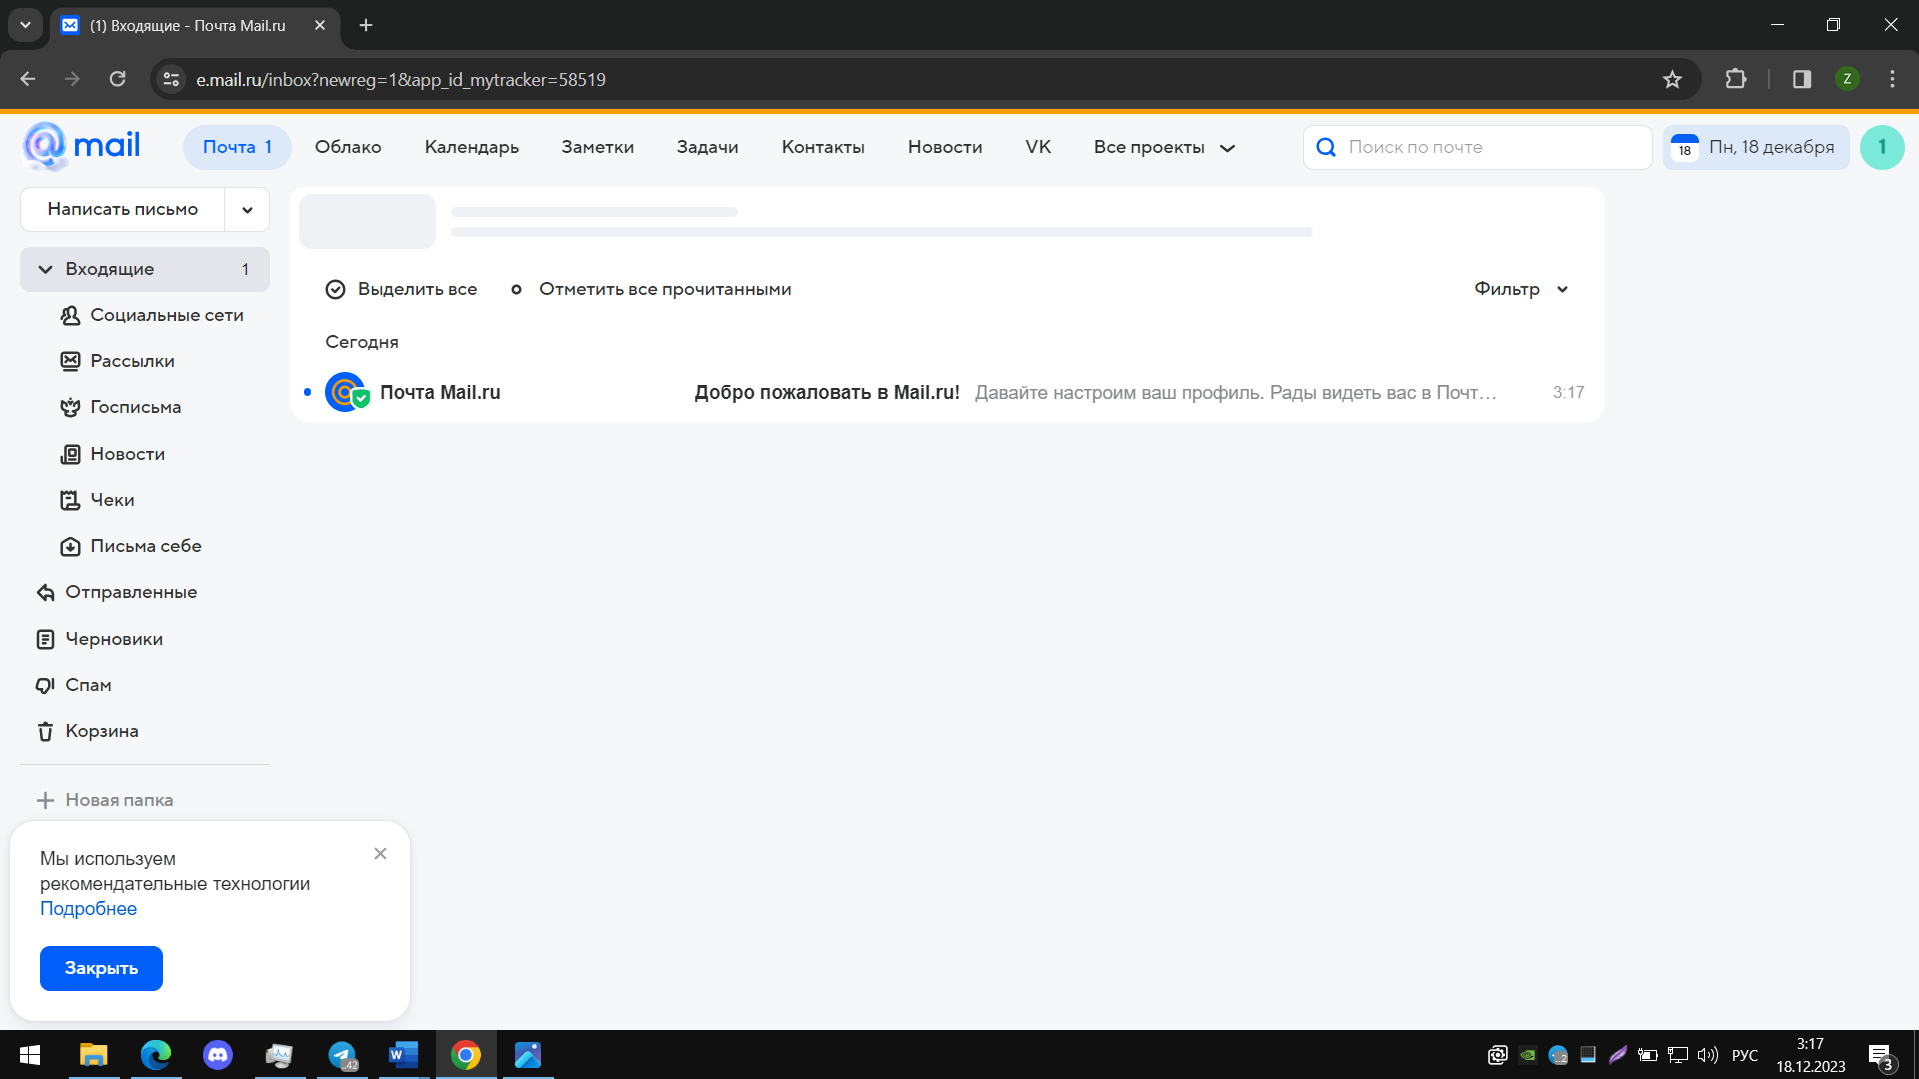 (1) Входящие - Почта Mail.ru
e.mail.ru/inbox?newreg=1&app_id_mytracker=58519
Z
mail
Почта 1
Облако
Календарь
Заметки
Задачи
Контакты
Новости
VK
Все проекты
Поиск по почте
18
Пн, 18 декабря
1
Написать письмо
Входящие 1
Социальные сети
Рассылки
Госписьма
Новости
Чеки
Письма себе
Отправленные
Черновики
Спам
Корзина
Новая папка
Выделить все
Отметить все прочитанными
Фильтр
Сегодня
Почта Mail.ru
Добро пожаловать в Mail.ru! Давайте настроим ваш профиль. Рады видеть вас в Почт...
3:17
Мы используем
рекомендательные технологии
Подробнее
Закрыть
42
W
..2
РУС
3:17
18.12.2023
3